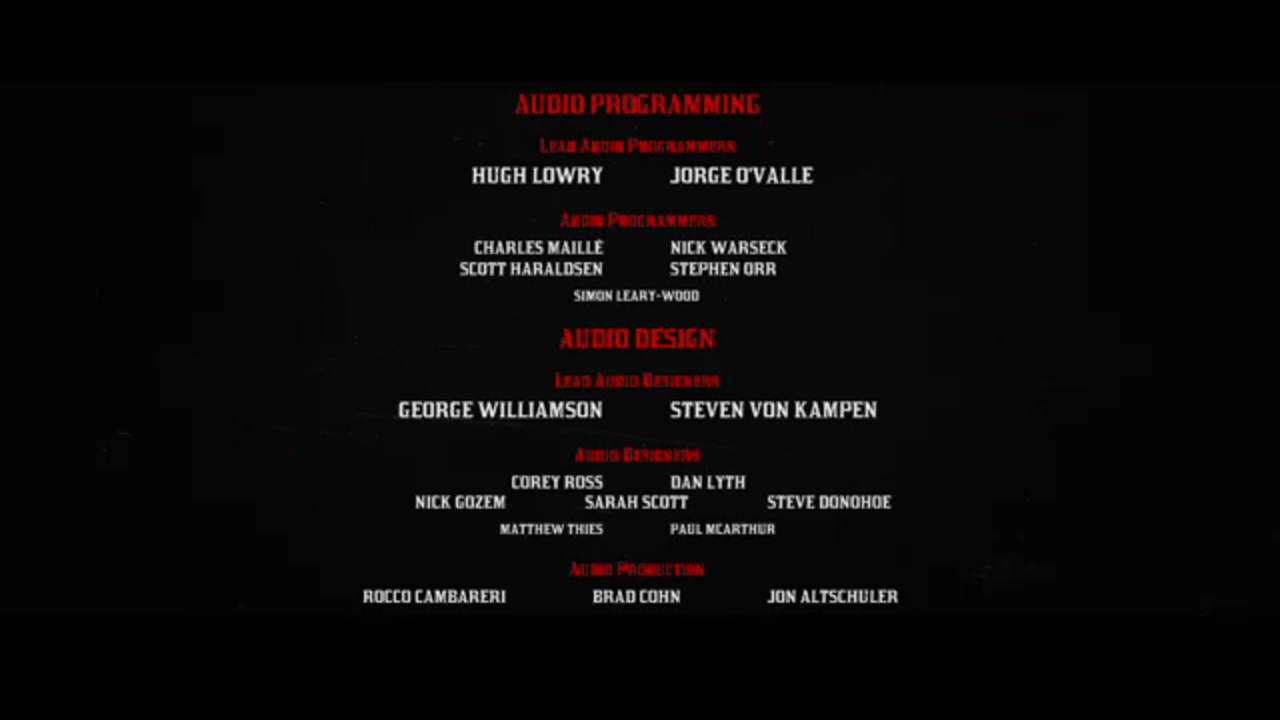 AUDIO PROGRAMMING
LEAD AUDIO PROGRAMMERS
HUGH LOWRY JORGE O'VALLE
AUDIO PROGRAMMERS
CHARLES MAILLÉ NICK WARSECK
SCOTT HARALDSEN STEPHEN ORR
SIMON LEARY-WOOD
AUDIO DESIGN
LEAD AUDIO DESIGNERS
GEORGE WILLIAMSON STEVEN VON KAMPEN
AUDIO DESIGNERS
COREY ROSS DAN LYTH
NICK GOZEM SARAH SCOTT STEVE DONOHOE
MATTHEW THIES PAUL MCARTHUR
AUDIO PRODUCTION
ROCCO CAMBARERI BRAD COHN JON ALTSCHULER